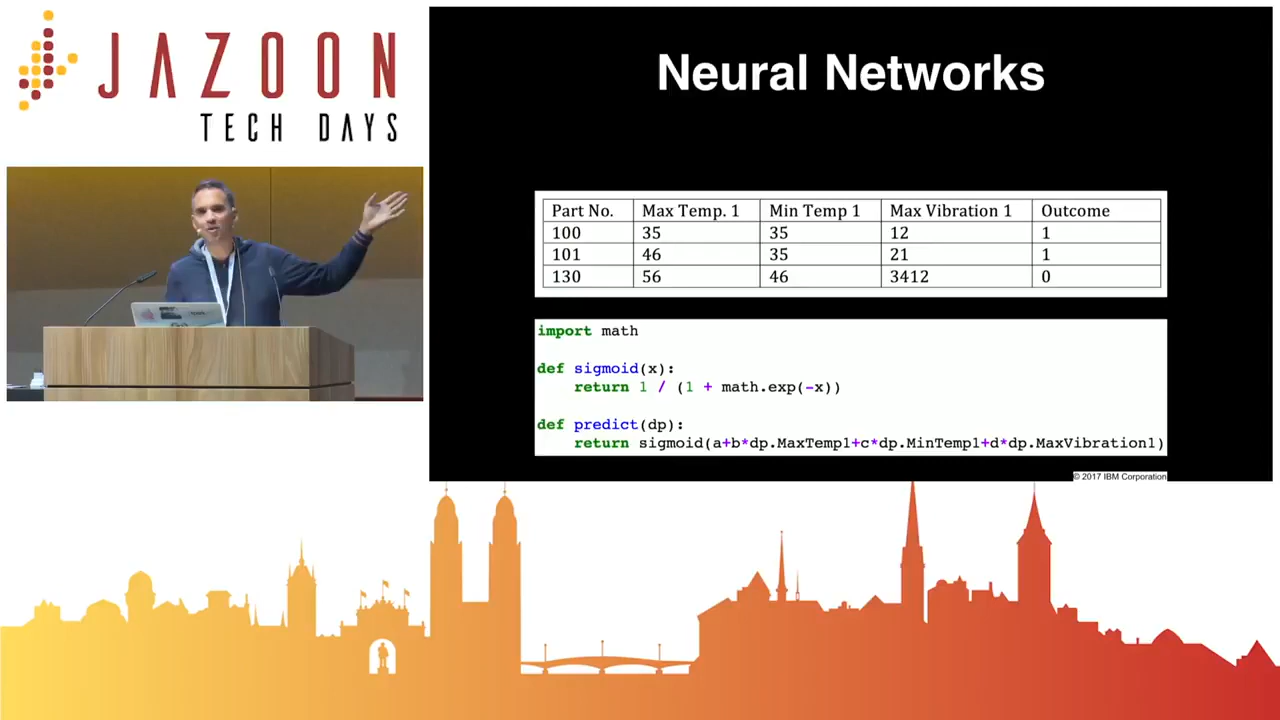 JAZOON
TECH DAYS
Neural Networks
Part No. Max Temp. 1 Min Temp 1 Max Vibration 1 Outcome
100 35 35 12 1
101 46 35 21 1
130 56 46 3412 0
import math
def sigmoid(x):
    return 1 / (1 + math.exp(-x))
def predict(dp):
    return sigmoid(a+b*dp.MaxTemp1+c*dp.MinTemp1+d*dp.MaxVibration1)
© 2017 IBM Corporation